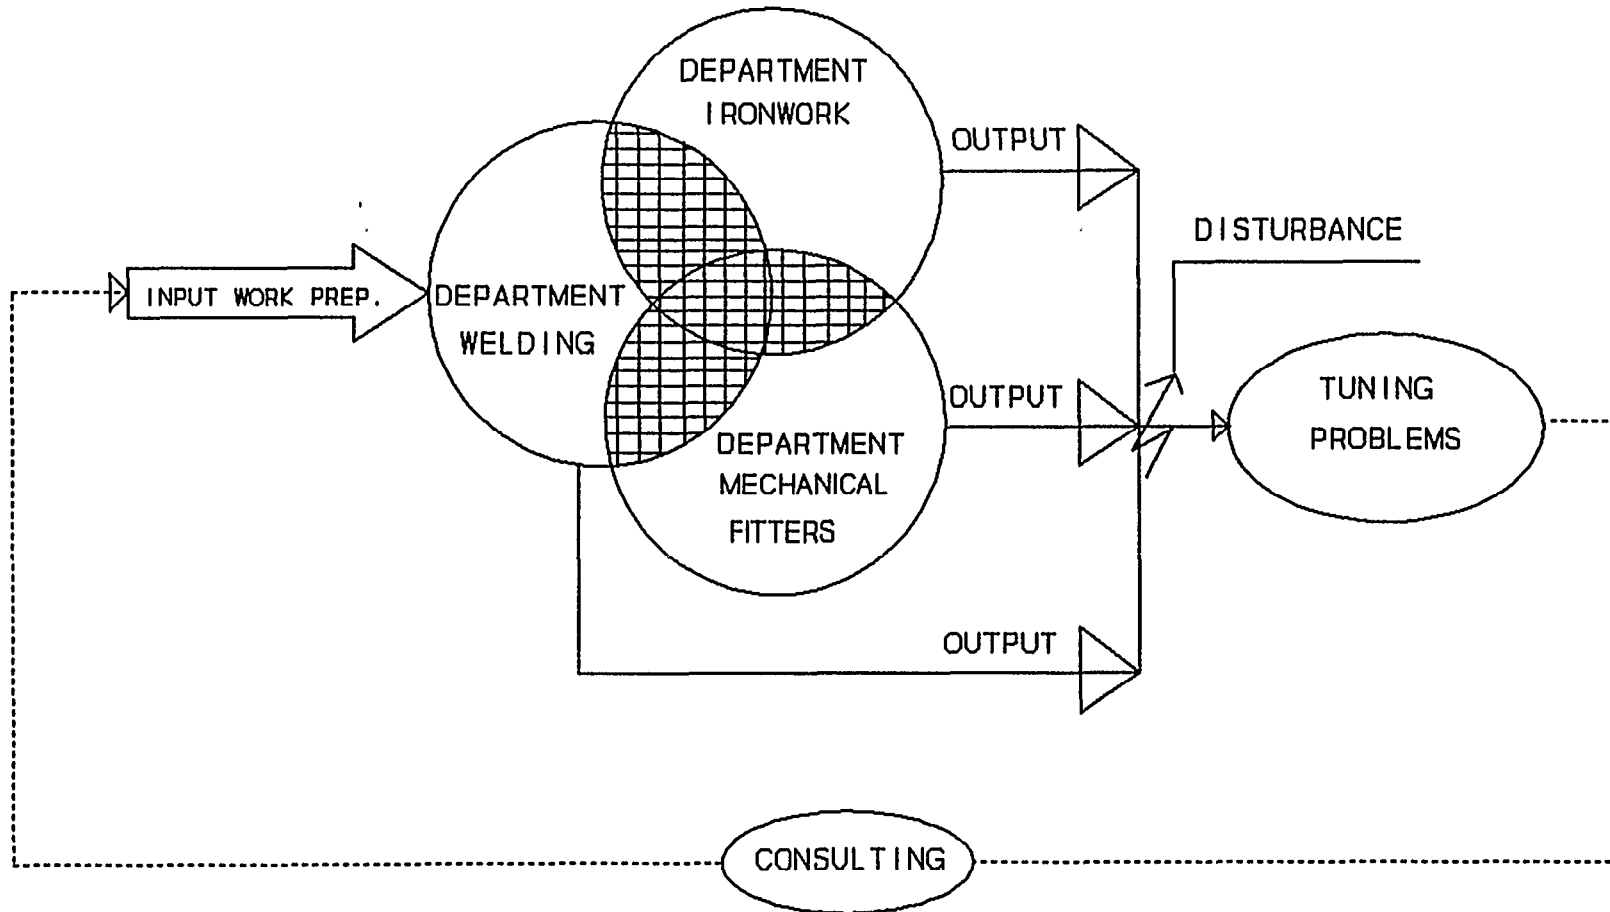 DEPARTMENT
IRONWORK
OUTPUT
DISTURBANCE
INPUT WORK PREP.
DEPARTMENT
WELDING
OUTPUT
TUNING
PROBLEMS
DEPARTMENT
MECHANICAL
FITTERS
OUTPUT
CONSULTING